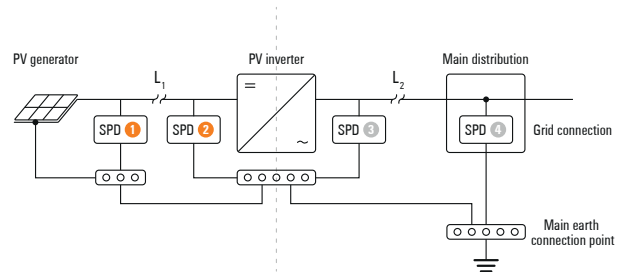 PV generator
L1
PV inverter
L2
Main distribution
SPD 1
SPD 2
SPD 3
SPD 4
Grid connection
Main earth
connection point